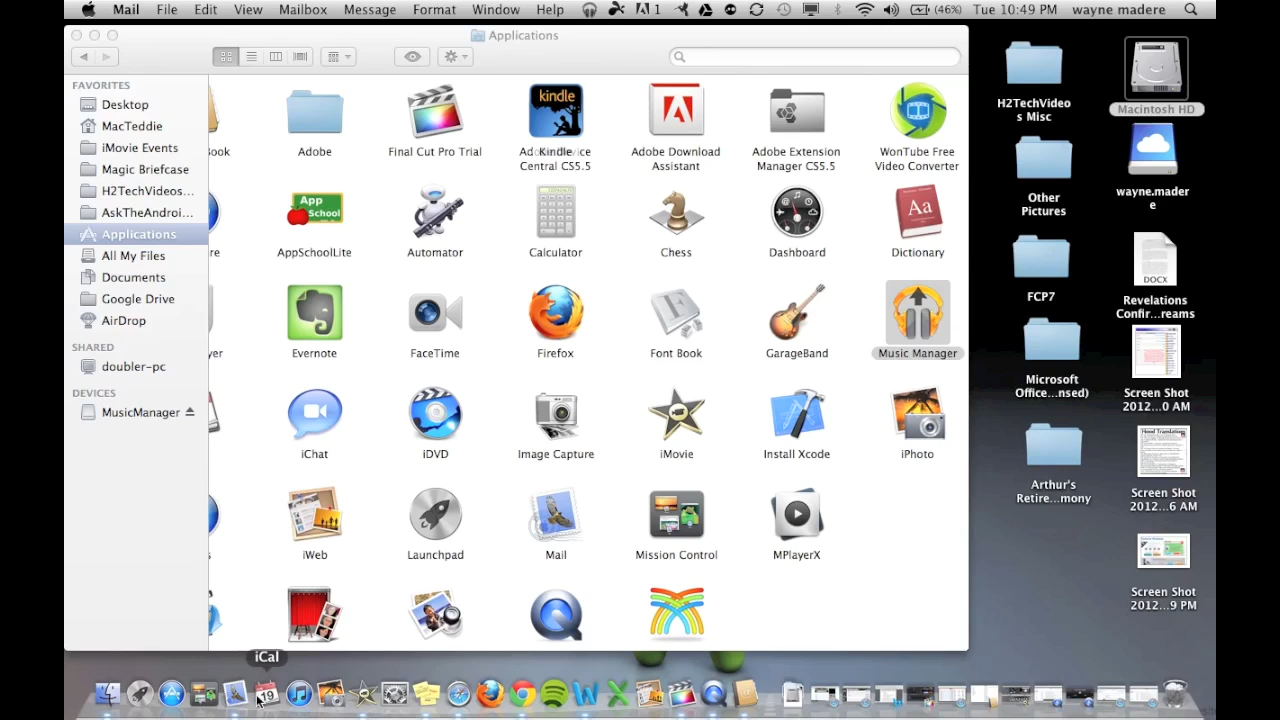 Mail File Edit View Mailbox Message Format Window Help (46%) Tue 10:49 PM wayne madere
Applications
FAVORITES
Desktop
MacTeddie
iMovie Events
Magic Briefcase
H2TechVideos...
AskTheAndroi...
Applications
All My Files
Documents
Google Drive
AirDrop
SHARED
doubler-pc
DEVICES
MusicManager
Adobe
Final Cut Pro Trial
kindle
Kindle
Central CS5.5
Adobe Download
Assistant
Adobe Extension
Manager CS5.5
WonTube Free
Video Converter
App
School
AppSchoolLite
Automator
Calculator
Chess
Dashboard
Aa
Dictionary
Evernote
FaceTime
Firefox
Font Book
GarageBand
Music Manager
iChat
iDVD
Image Capture
iMovie
Install Xcode
iPhoto
iWeb
Launchpad
Mail
Mission Control
MPlayerX
iCal
19
H2TechVideo
s Misc
Macintosh HD
Other
Pictures
wayne.mader
e
FCP7
DOCX
Revelations
Confir...reams
Microsoft
Office...nsed)
Screen Shot
2012...0 AM
Arthur's
Retire...mony
Screen Shot
2012...6 AM
Screen Shot
2012...9 PM